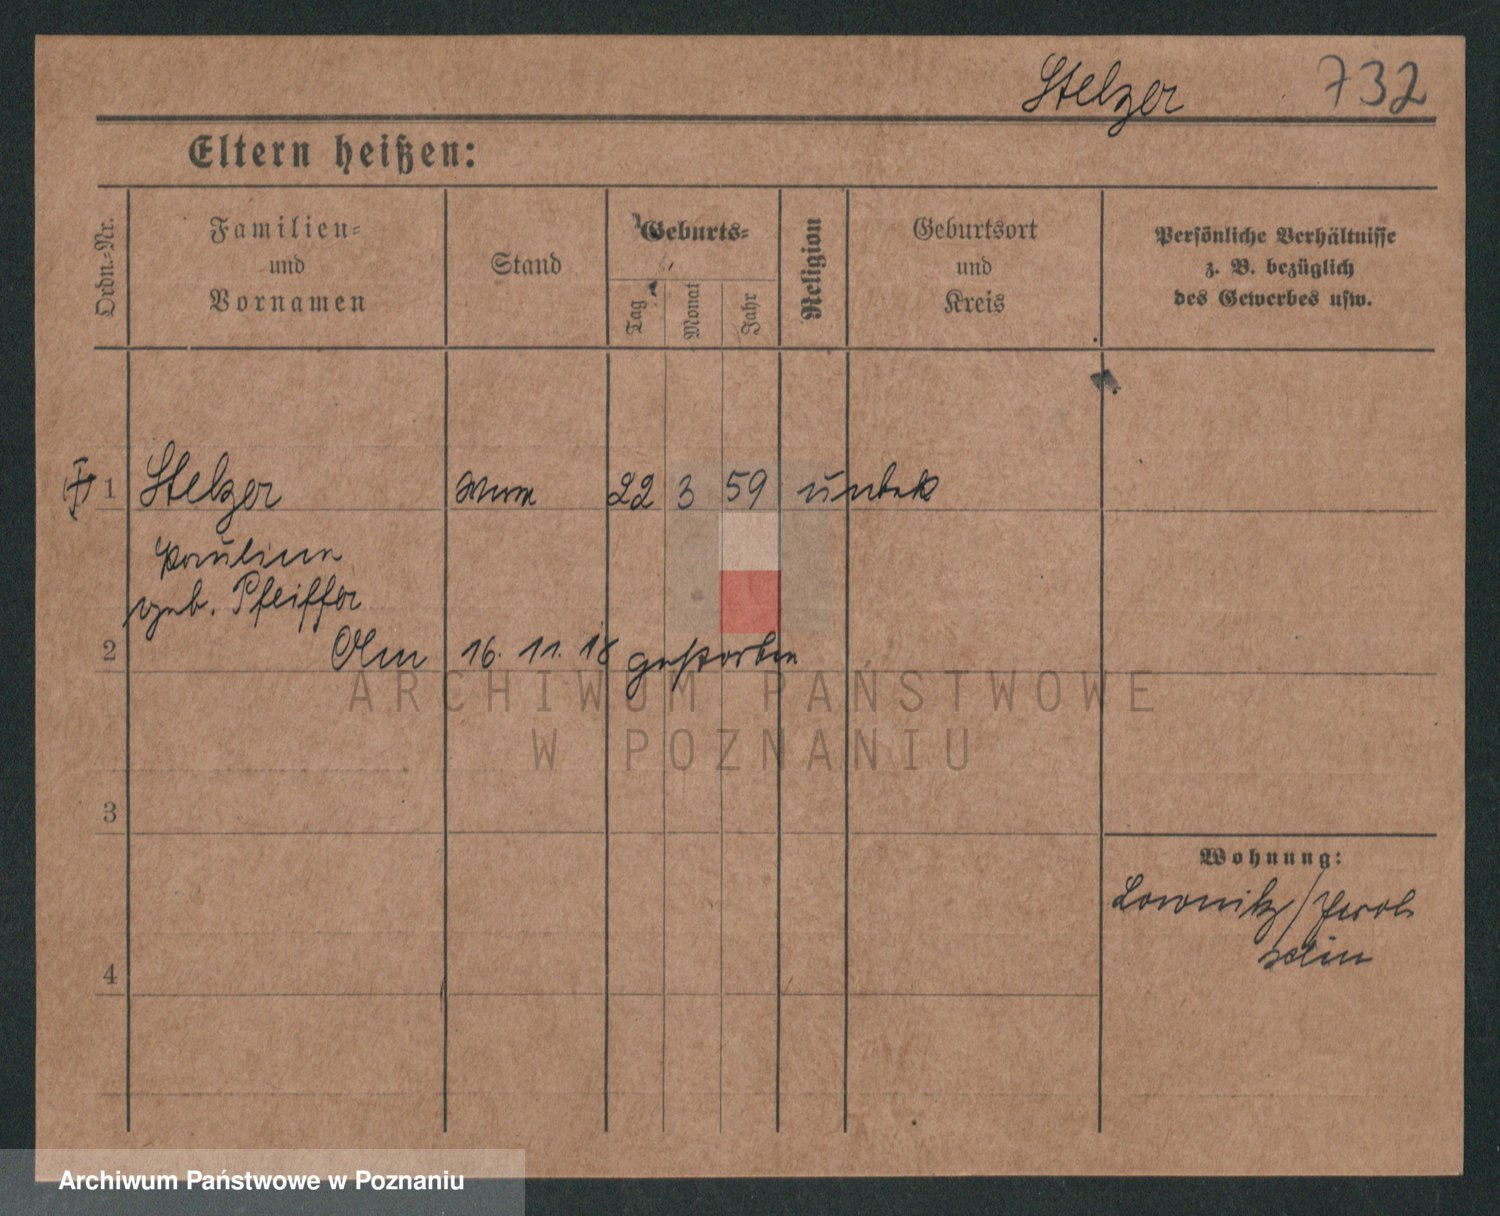 Stelzer 732
Eltern heißen:
Ordn.-Nr.
Familien-
und
Vornamen
Stand
Geburts-
Tag
Monat
Jahr
Religion
Geburtsort
und
Kreis
Persönliche Verhältnisse
z. B. bezüglich
des Gewerbes usw.
1 Stelzer 22 3 59 unbek
Pauline
geb. Pfeiffer
2 Am 16. 11. 18 gestorben
ARCHIWUM PAŃSTWOWE
W POZNANIU
3
Wohnung:
4
Archiwum Państwowe w Poznaniu